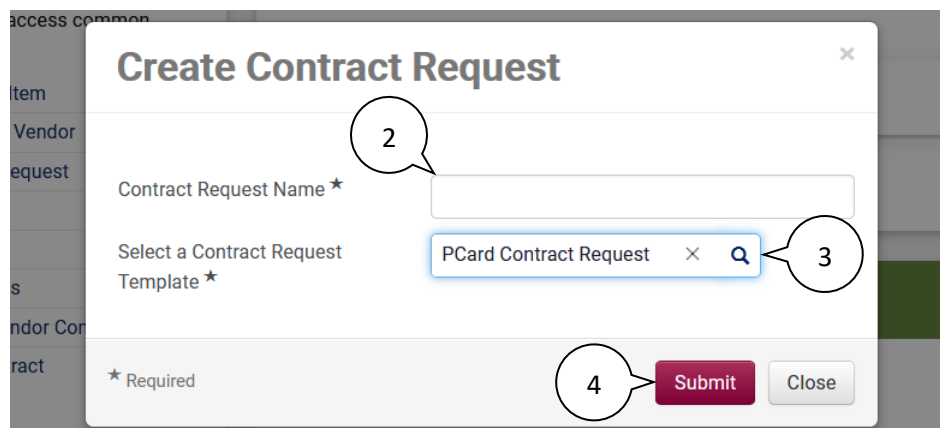 access common
Item
Vendor
equest
s
ndor Con
ract
Create Contract Request
×
2
Contract Request Name ★
Select a Contract Request
Template ★
PCard Contract Request ×
3
★ Required
4
Submit
Close